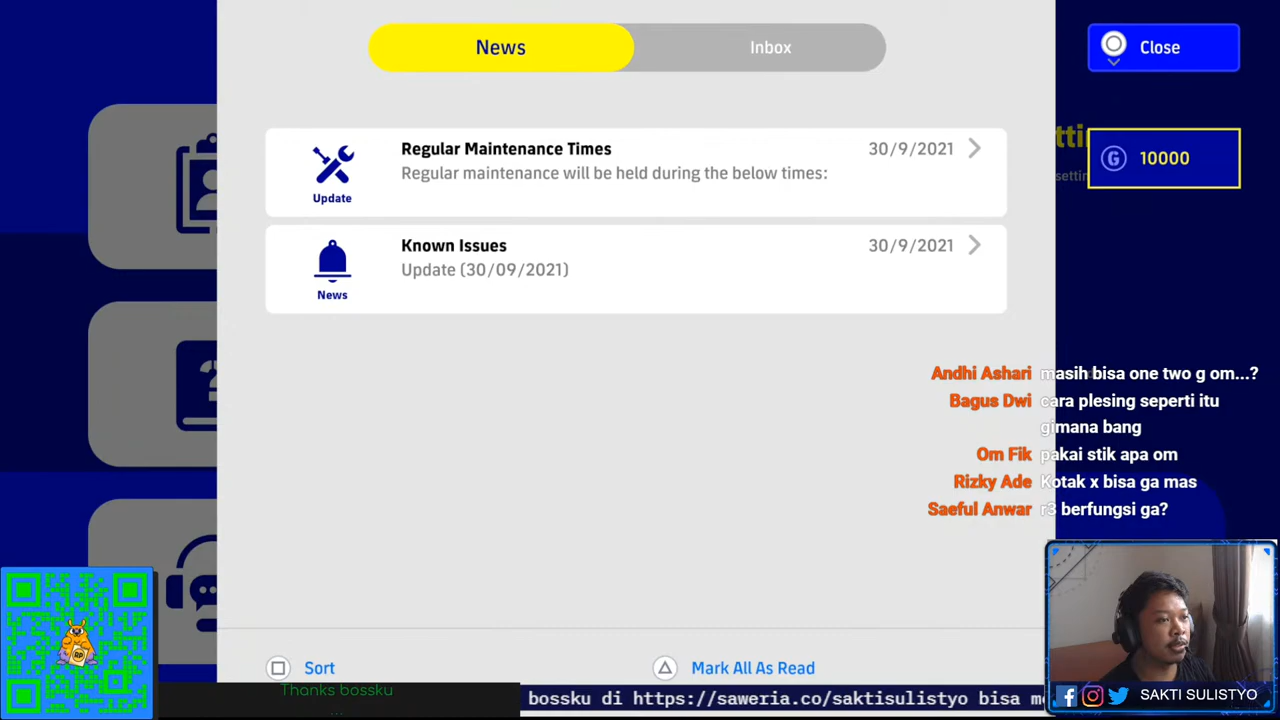 News
Inbox
Close
Regular Maintenance Times
30/9/2021
Regular maintenance will be held during the below times:
Update
G 10000
Known Issues
30/9/2021
Update (30/09/2021)
News
Andhi Ashari masih bisa one two g om...?
Bagus Dwi cara plesing seperti itu
gimana bang
Om Fik pakai stik apa om
Rizky Ade Kotak x bisa ga mas
Saeful Anwar r3 berfungsi ga?
Sort
Mark All As Read
Thanks bossku
...
bossku di https://saweria.co/saktisulistyo bisa
SAKTI SULISTYO
RP